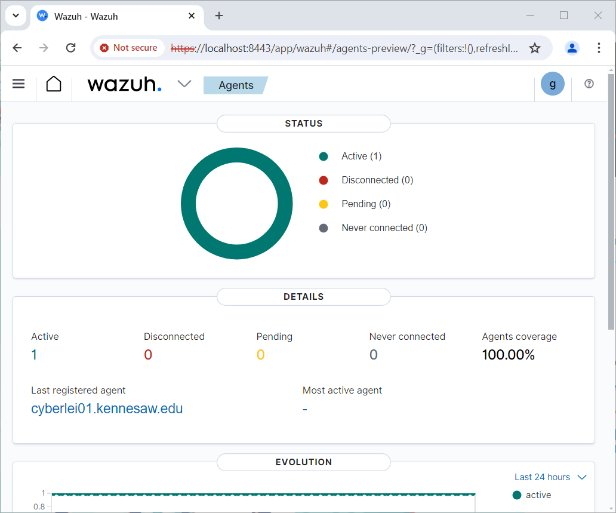 Wazuh - Wazuh
Not secure https://localhost:8443/app/wazuh#/agents-preview/?_g=(filters:!(),refreshI...
wazuh. Agents g
STATUS
Active (1)
Disconnected (0)
Pending (0)
Never connected (0)
DETAILS
Active Disconnected Pending Never connected Agents coverage
1 0 0 0 100.00%
Last registered agent Most active agent
cyberlei01.kennesaw.edu -
EVOLUTION
Last 24 hours
1 active
0.8